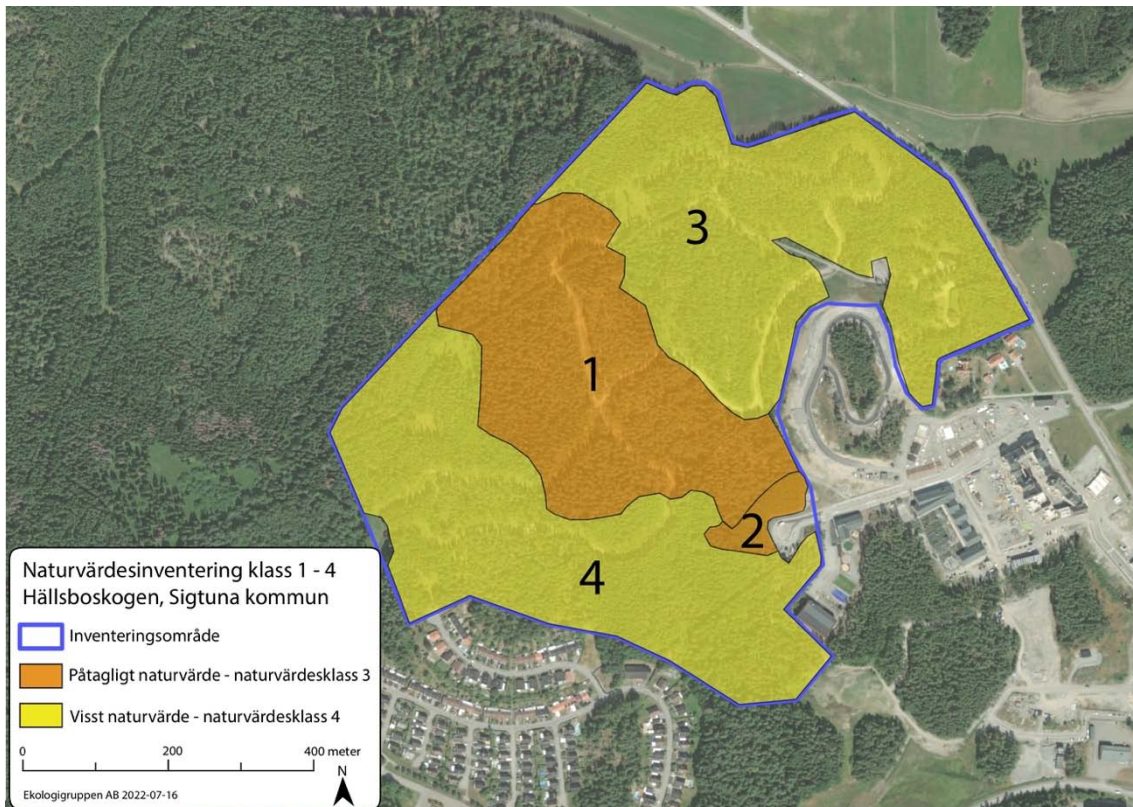 3
1
2
4
Naturvärdesinventering klass 1 - 4
Hällsboskogen, Sigtuna kommun
Inventeringsområde
Påtagligt naturvärde - naturvärdesklass 3
Visst naturvärde - naturvärdesklass 4
0 200 400 meter
N
Ekologigruppen AB 2022-07-16